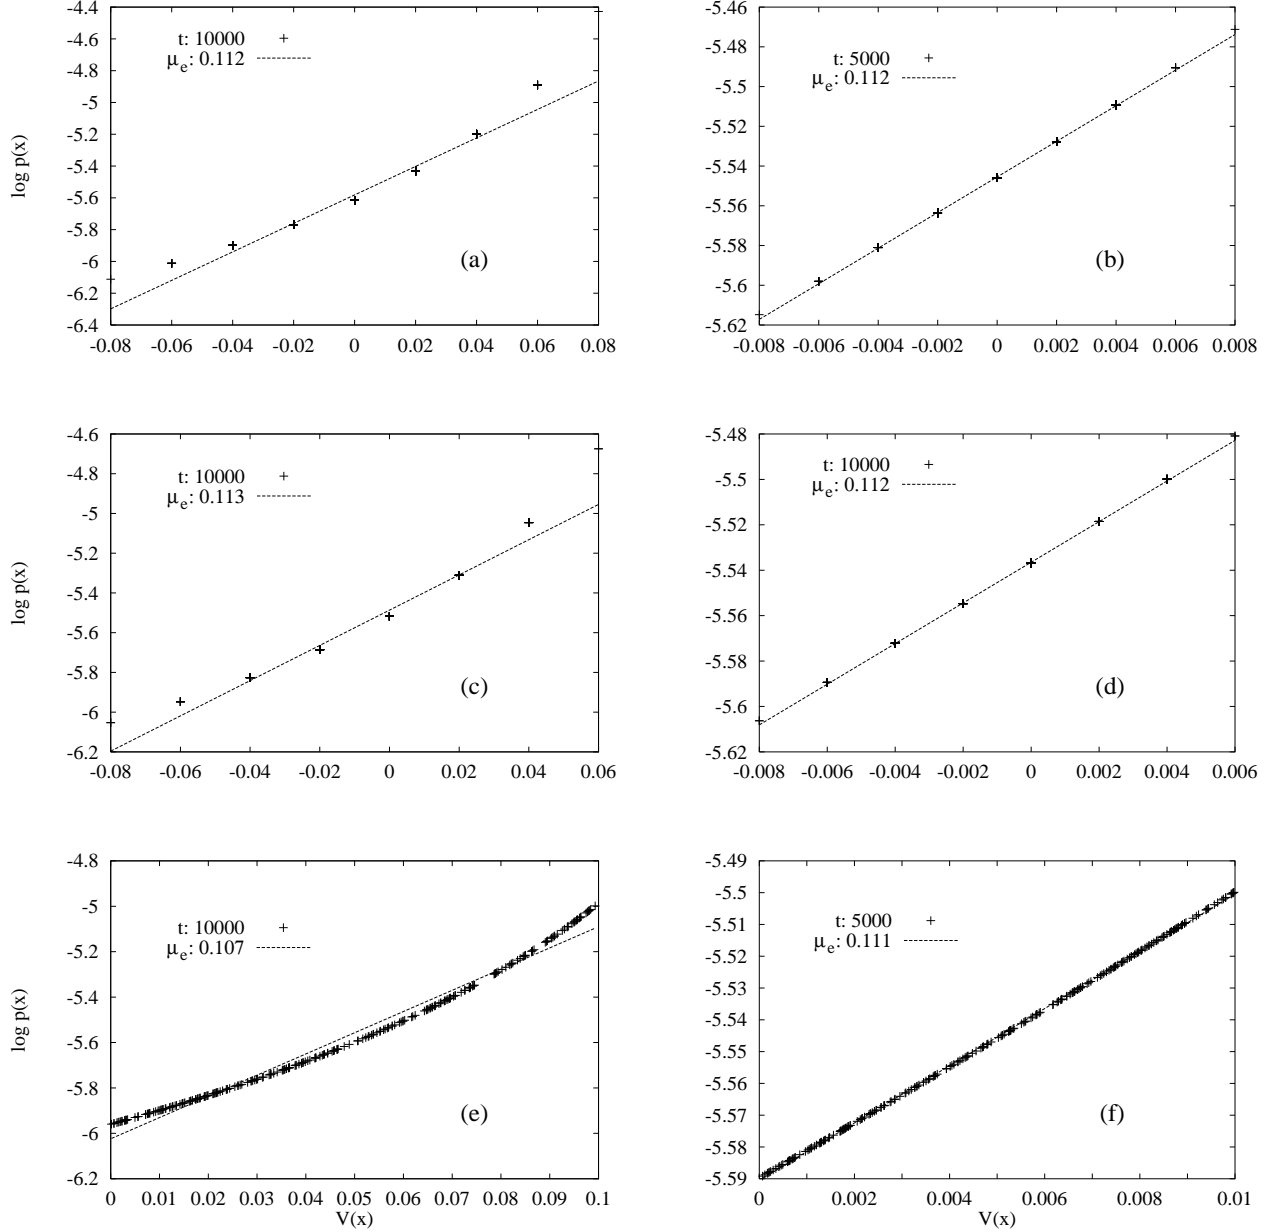 -4.4
-4.6
-4.8
-5
-5.2
-5.4
-5.6
-5.8
-6
-6.2
-6.4
log p(x)
t: 10000
μe: 0.112
(a)
-0.08 -0.06 -0.04 -0.02 0 0.02 0.04 0.06 0.08
-5.46
-5.48
-5.5
-5.52
-5.54
-5.56
-5.58
-5.6
-5.62
t: 5000
μe: 0.112
(b)
-0.008 -0.006 -0.004 -0.002 0 0.002 0.004 0.006 0.008
-4.6
-4.8
-5
-5.2
-5.4
-5.6
-5.8
-6
-6.2
log p(x)
t: 10000
μe: 0.113
(c)
-0.08 -0.06 -0.04 -0.02 0 0.02 0.04 0.06
-5.48
-5.5
-5.52
-5.54
-5.56
-5.58
-5.6
-5.62
t: 10000
μe: 0.112
(d)
-0.008 -0.006 -0.004 -0.002 0 0.002 0.004 0.006
-4.8
-5
-5.2
-5.4
-5.6
-5.8
-6
-6.2
log p(x)
t: 10000
μe: 0.107
(e)
0 0.01 0.02 0.03 0.04 0.05 0.06 0.07 0.08 0.09 0.1
V(x)
-5.49
-5.5
-5.51
-5.52
-5.53
-5.54
-5.55
-5.56
-5.57
-5.58
-5.59
t: 5000
μe: 0.111
(f)
0 0.002 0.004 0.006 0.008 0.01
V(x)